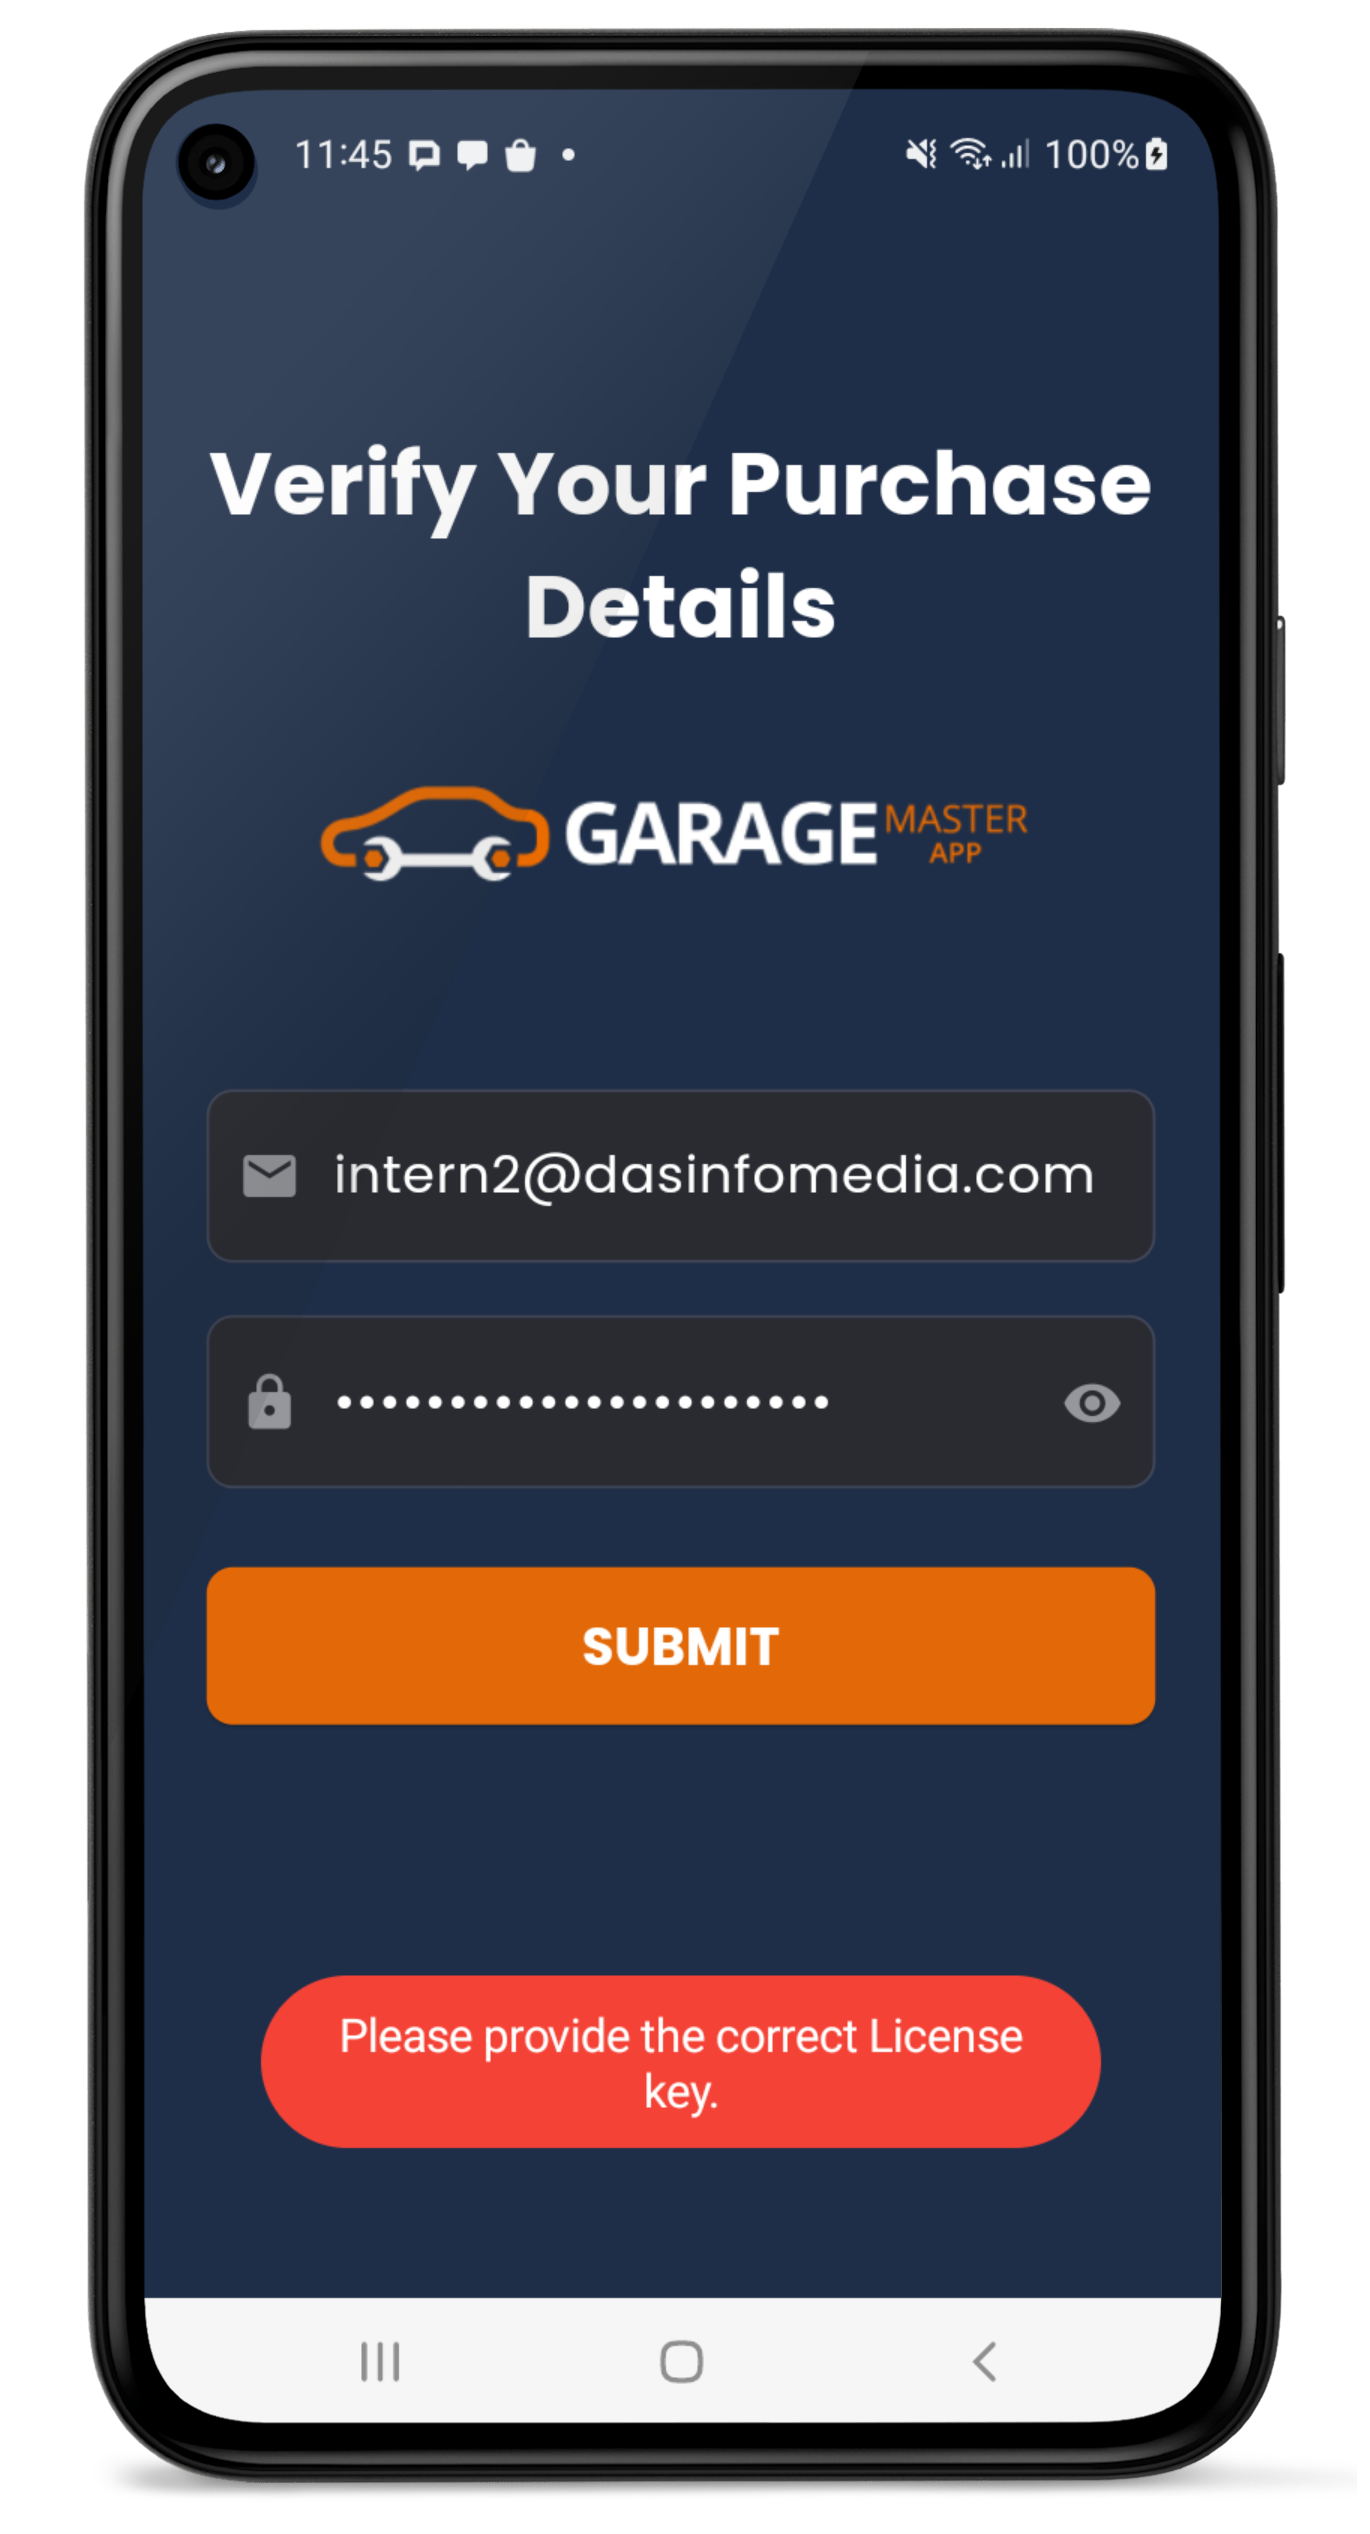 11:45 100%
Verify Your Purchase
Details
GARAGE MASTER
APP
intern2@dasinfomedia.com
••••••••••••••••••••••
SUBMIT
Please provide the correct License
key.